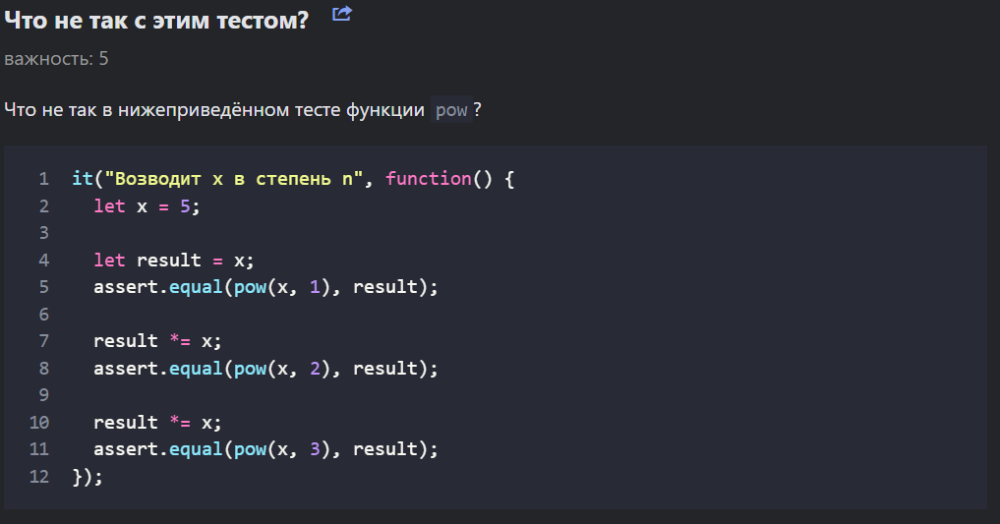 Что не так с этим тестом?
важность: 5
Что не так в нижеприведённом тесте функции pow?
1 it("Возводит x в степень n", function() {
2   let x = 5;
3
4   let result = x;
5   assert.equal(pow(x, 1), result);
6
7   result *= x;
8   assert.equal(pow(x, 2), result);
9
10   result *= x;
11   assert.equal(pow(x, 3), result);
12 });